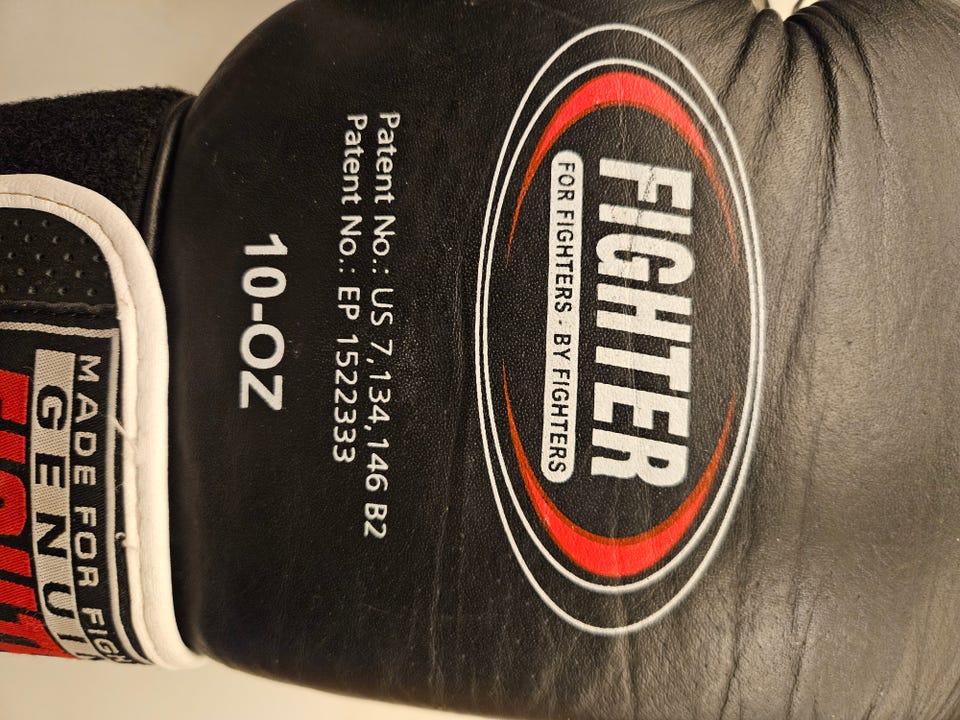 FIGHTER
FOR FIGHTERS - BY FIGHTERS
Patent No.: US 7,134,146 B2
Patent No.: EP 1522333
10-OZ
MADE FOR